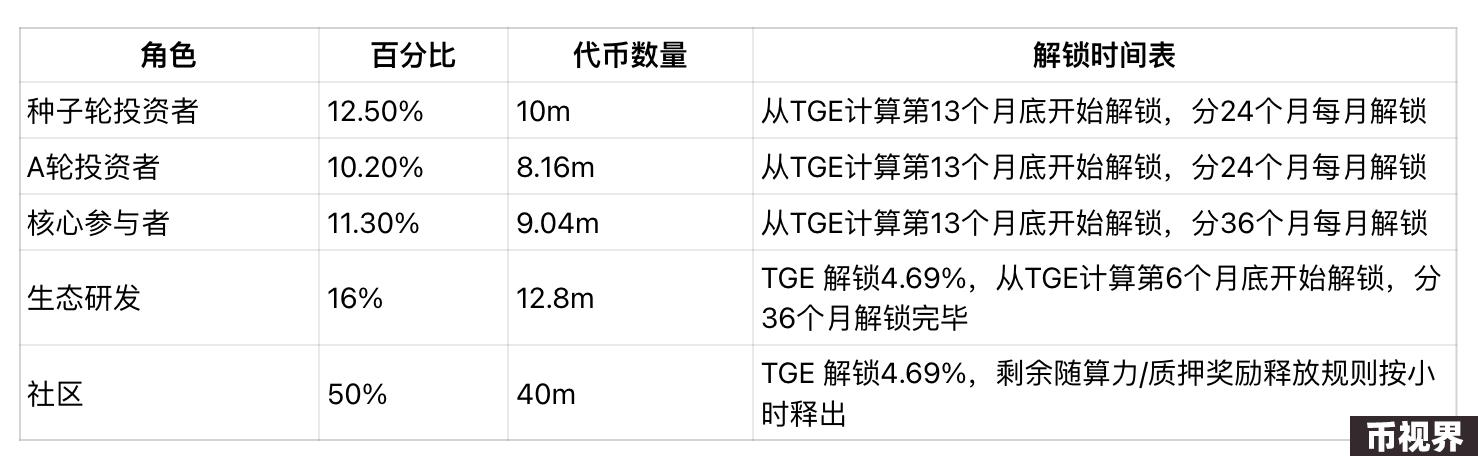 角色 百分比 代币数量 解锁时间表
种子轮投资者 12.50% 10m 从TGE计算第13个月底开始解锁，分24个月每月解锁
A轮投资者 10.20% 8.16m 从TGE计算第13个月底开始解锁，分24个月每月解锁
核心参与者 11.30% 9.04m 从TGE计算第13个月底开始解锁，分36个月每月解锁
生态研发 16% 12.8m TGE 解锁4.69%，从TGE计算第6个月底开始解锁，分
36个月解锁完毕
社区 50% 40m TGE 解锁4.69%，剩余随算力/质押奖励释放规则按小
时释出
币视界